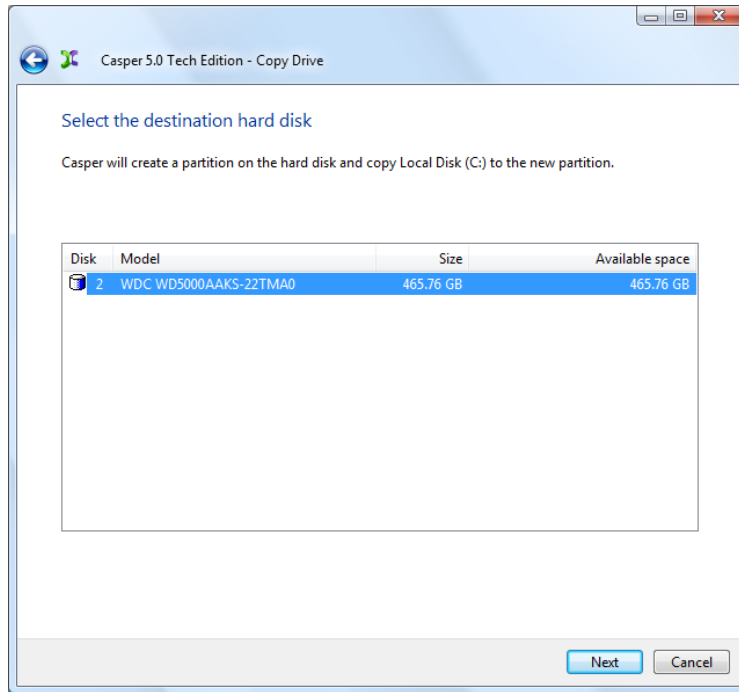 Casper 5.0 Tech Edition - Copy Drive
Select the destination hard disk
Casper will create a partition on the hard disk and copy Local Disk (C:) to the new partition.
Disk Model Size Available space
2 WDC WD5000AAKS-22TMA0 465.76 GB 465.76 GB
Next Cancel